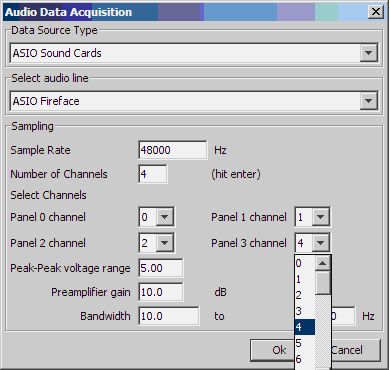 Audio Data Acquisition
Data Source Type
ASIO Sound Cards
Select audio line
ASIO Fireface
Sampling
Sample Rate 48000 Hz
Number of Channels 4 (hit enter)
Select Channels
Panel 0 channel 0 Panel 1 channel 1
Panel 2 channel 2 Panel 3 channel 4
0
1
2
3
4
5
6
Peak-Peak voltage range 5.00
Preamplifier gain 10.0 dB
Bandwidth 10.0 to 0 Hz
Ok Cancel